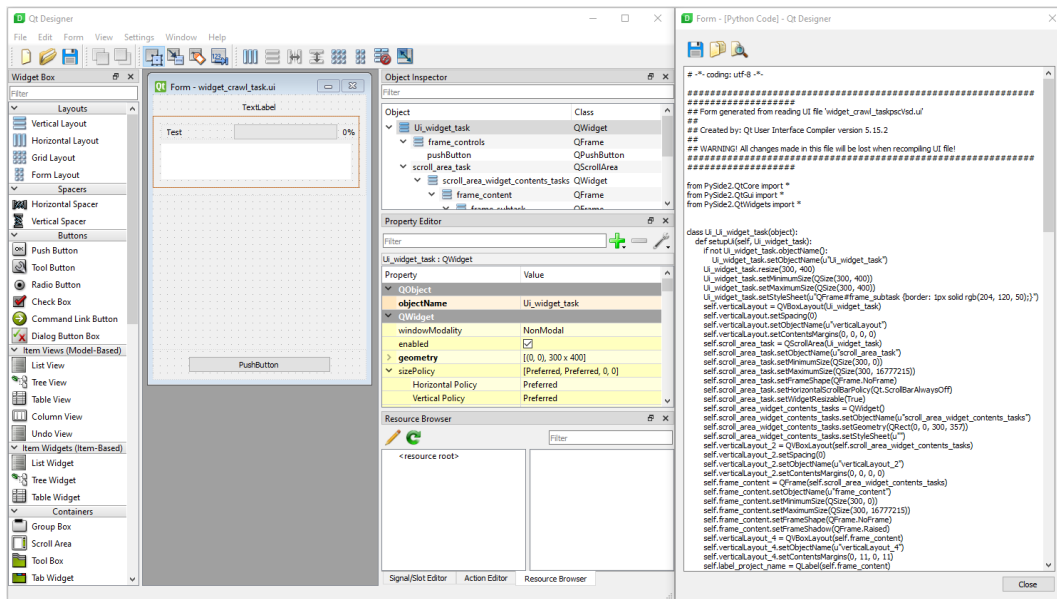 Qt Designer
File Edit Form View Settings Window Help
Widget Box
Filter
Layouts
Vertical Layout
Horizontal Layout
Grid Layout
Form Layout
Spacers
Horizontal Spacer
Vertical Spacer
Buttons
Push Button
Tool Button
Radio Button
Check Box
Command Link Button
Dialog Button Box
Item Views (Model-Based)
List View
Tree View
Table View
Column View
Undo View
Item Widgets (Item-Based)
List Widget
Tree Widget
Table Widget
Containers
Group Box
Scroll Area
Tool Box
Tab Widget
Form - widget_crawl_task.ui
TextLabel
Test 0%
PushButton
Object Inspector
Filter
Object Class
Ui_widget_task QWidget
frame_controls QFrame
pushButton QPushButton
scroll_area_task QScrollArea
scroll_area_widget_contents_tasks QWidget
frame_content QFrame
frame_subtask QFrame
Property Editor
Filter
Ui_widget_task : QWidget
Property Value
QObject
objectName Ui_widget_task
QWidget
windowModality NonModal
enabled
geometry [(0, 0), 300 x 400]
sizePolicy [Preferred, Preferred, 0, 0]
Horizontal Policy Preferred
Vertical Policy Preferred
Resource Browser
Filter
<resource root>
Signal/Slot Editor Action Editor Resource Browser
Form - [Python Code] - Qt Designer
# -*- coding: utf-8 -*-
################################################################################
## Form generated from reading UI file 'widget_crawl_taskpscVsd.ui'
##
## Created by: Qt User Interface Compiler version 5.15.2
##
## WARNING! All changes made in this file will be lost when recompiling UI file!
################################################################################
from PySide2.QtCore import *
from PySide2.QtGui import *
from PySide2.QtWidgets import *
class Ui_Ui_widget_task(object):
def setupUi(self, Ui_widget_task):
if not Ui_widget_task.objectName():
Ui_widget_task.setObjectName(u"Ui_widget_task")
Ui_widget_task.resize(300, 400)
Ui_widget_task.setMinimumSize(QSize(300, 400))
Ui_widget_task.setMaximumSize(QSize(300, 400))
Ui_widget_task.setStyleSheet(u"QFrame#frame_subtask {border: 1px solid rgb(204, 120, 50);}")
self.verticalLayout = QVBoxLayout(Ui_widget_task)
self.verticalLayout.setSpacing(0)
self.verticalLayout.setObjectName(u"verticalLayout")
self.verticalLayout.setContentsMargins(0, 0, 0, 0)
self.scroll_area_task = QScrollArea(Ui_widget_task)
self.scroll_area_task.setObjectName(u"scroll_area_task")
self.scroll_area_task.setMinimumSize(QSize(300, 0))
self.scroll_area_task.setMaximumSize(QSize(300, 16777215))
self.scroll_area_task.setFrameShape(QFrame.NoFrame)
self.scroll_area_task.setHorizontalScrollBarPolicy(Qt.ScrollBarAlwaysOff)
self.scroll_area_task.setWidgetResizable(True)
self.scroll_area_widget_contents_tasks = QWidget()
self.scroll_area_widget_contents_tasks.setObjectName(u"scroll_area_widget_contents_tasks")
self.scroll_area_widget_contents_tasks.setGeometry(QRect(0, 0, 300, 357))
self.scroll_area_widget_contents_tasks.setStyleSheet(u"")
self.verticalLayout_2 = QVBoxLayout(self.scroll_area_widget_contents_tasks)
self.verticalLayout_2.setSpacing(0)
self.verticalLayout_2.setObjectName(u"verticalLayout_2")
self.verticalLayout_2.setContentsMargins(0, 0, 0, 0)
self.frame_content = QFrame(self.scroll_area_widget_contents_tasks)
self.frame_content.setObjectName(u"frame_content")
self.frame_content.setMinimumSize(QSize(300, 0))
self.frame_content.setMaximumSize(QSize(300, 16777215))
self.frame_content.setFrameShape(QFrame.NoFrame)
self.frame_content.setFrameShadow(QFrame.Raised)
self.verticalLayout_4 = QVBoxLayout(self.frame_content)
self.verticalLayout_4.setObjectName(u"verticalLayout_4")
self.verticalLayout_4.setContentsMargins(0, 11, 0, 11)
self.label_project_name = QLabel(self.frame_content)
Close